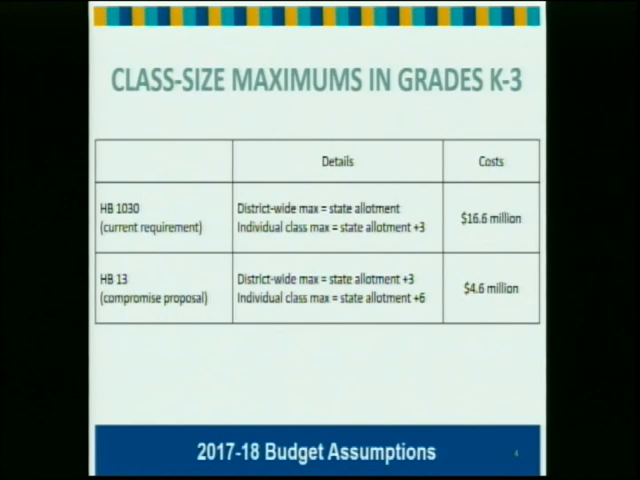 CLASS-SIZE MAXIMUMS IN GRADES K-3
Details
Costs
HB 1030
(current requirement)
District-wide max = state allotment
Individual class max = state allotment +3
$16.6 million
HB 13
(compromise proposal)
District-wide max = state allotment +3
Individual class max = state allotment +6
$4.6 million
2017-18 Budget Assumptions
4